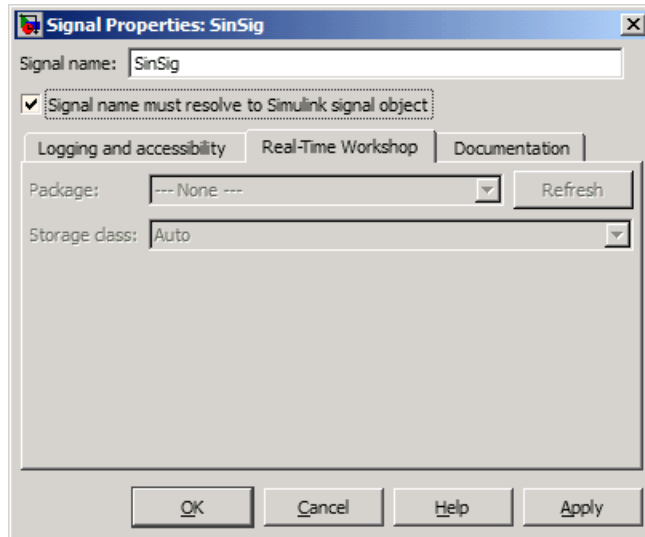 Signal Properties: SinSig
Signal name: SinSig
Signal name must resolve to Simulink signal object
Logging and accessibility Real-Time Workshop Documentation
Package: --- None --- Refresh
Storage class: Auto
OK Cancel Help Apply